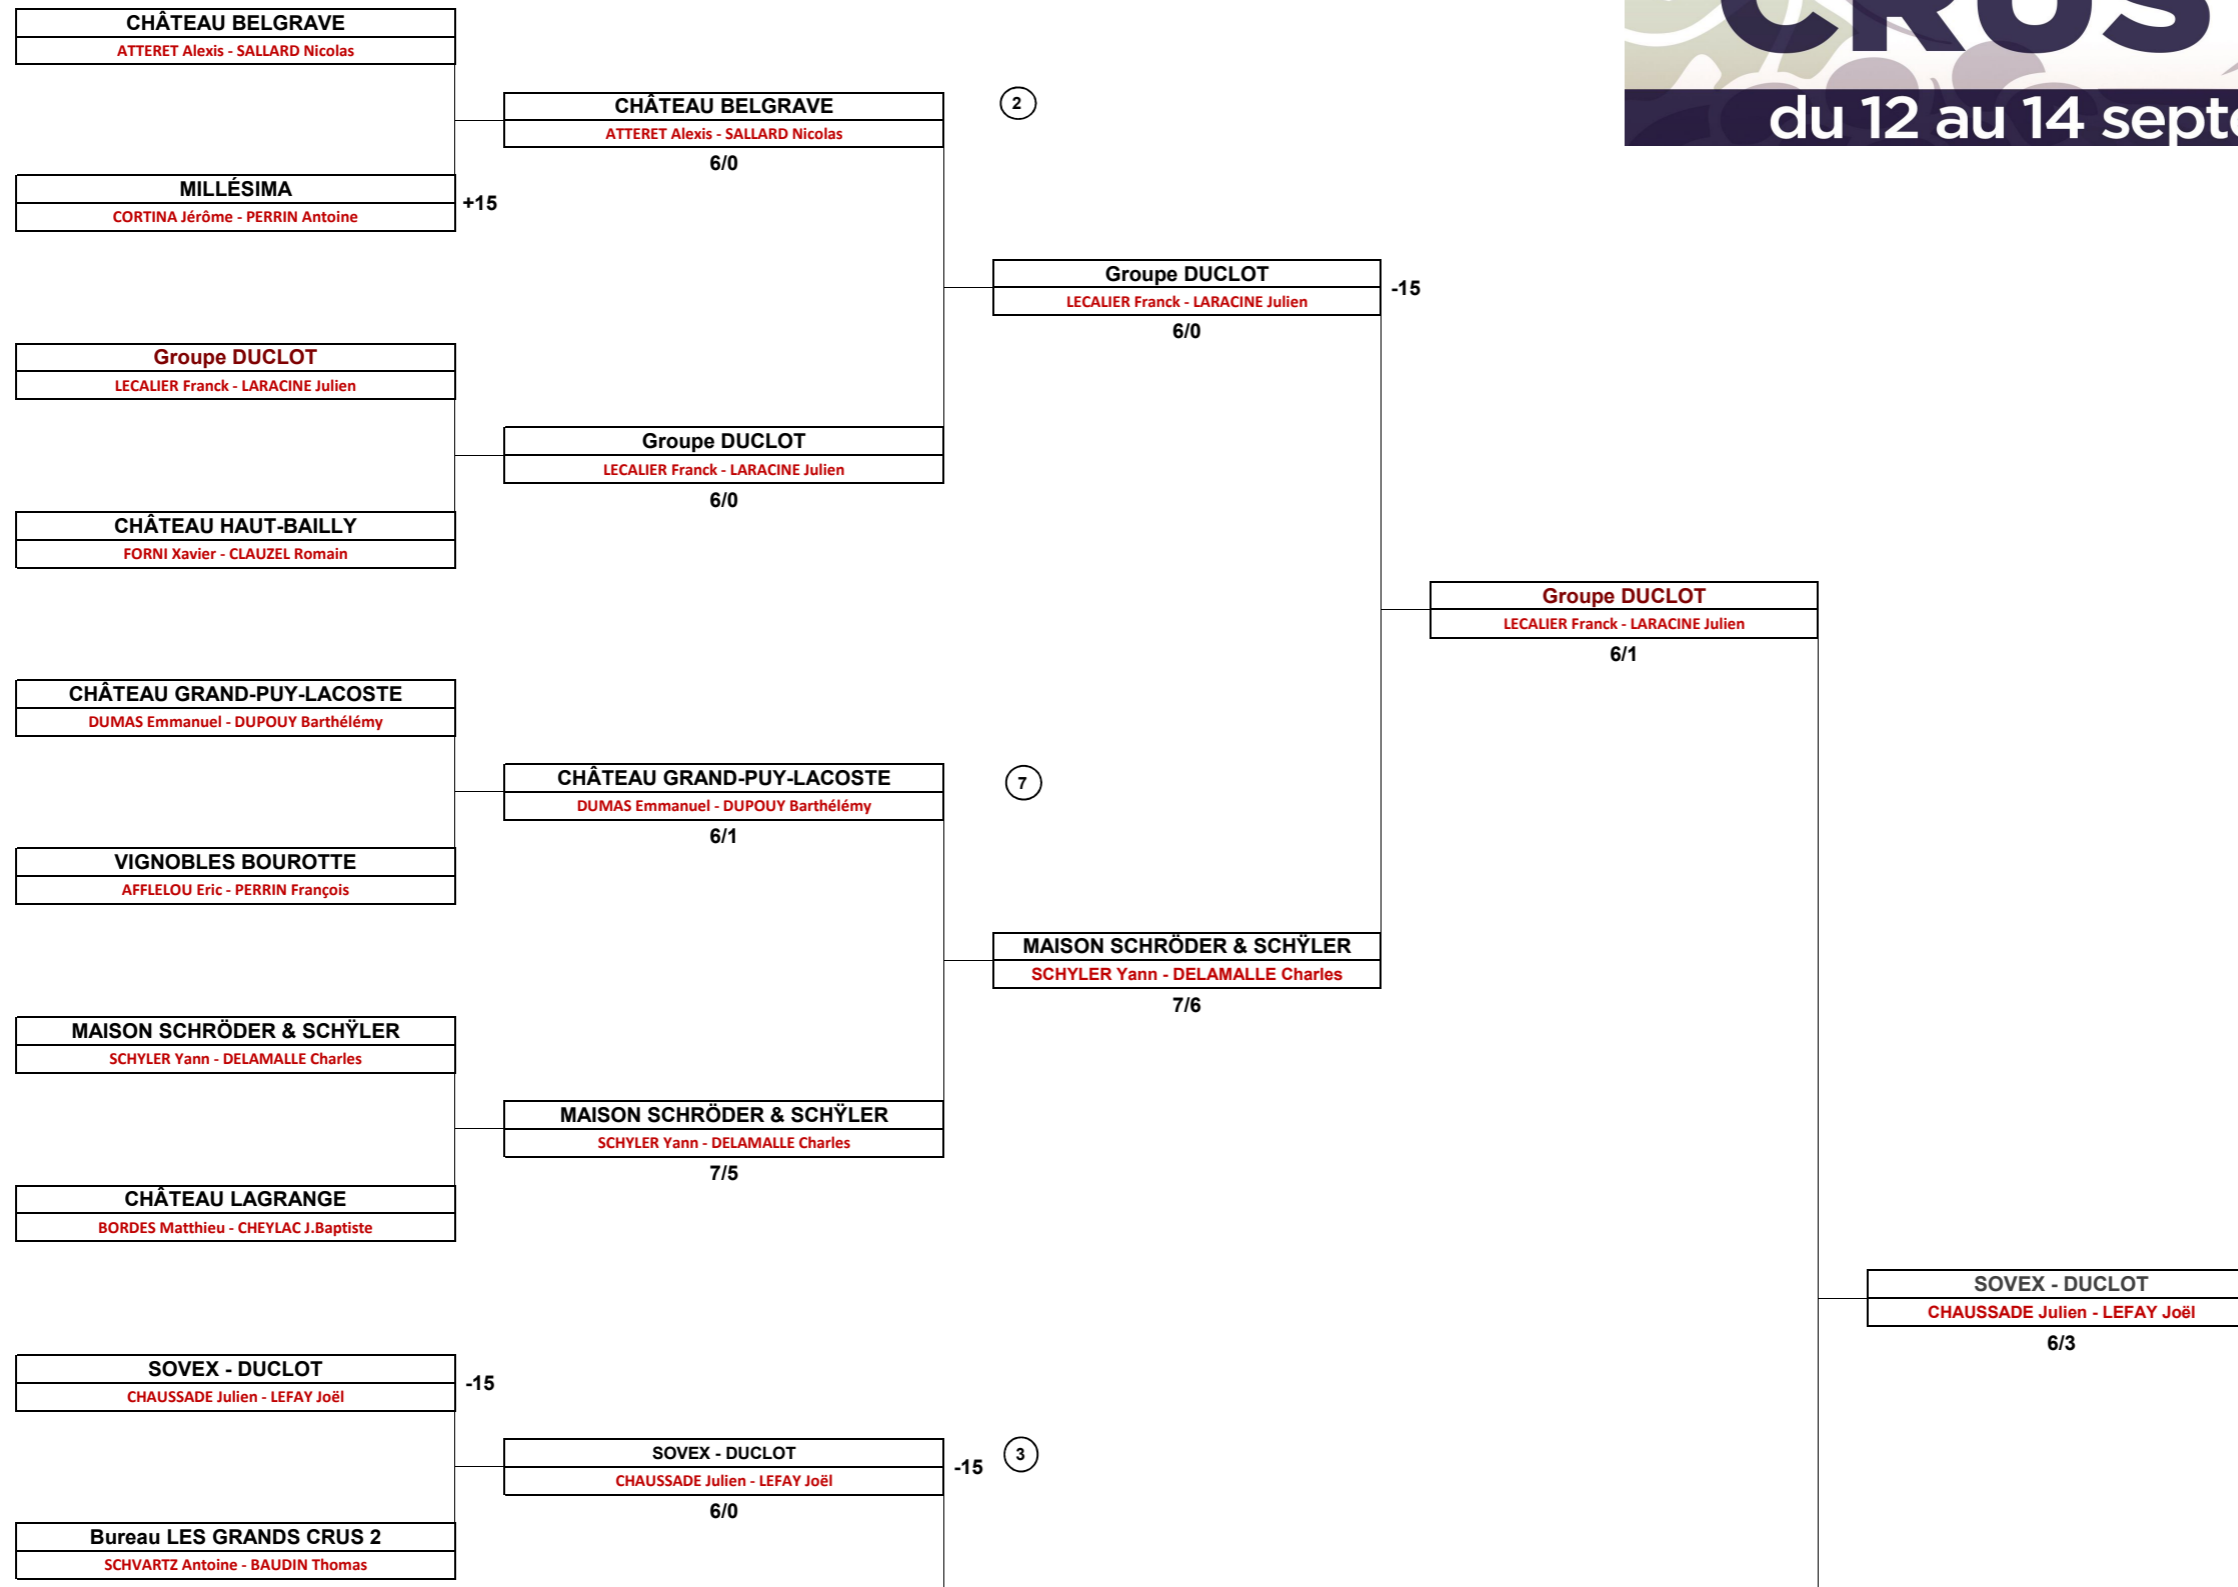 CRUS
du 12 au 14 septe
CHÂTEAU BELGRAVE
ATTERET Alexis - SALLARD Nicolas
CHÂTEAU BELGRAVE
ATTERET Alexis - SALLARD Nicolas
6/0
2
MILLÉSIMA
CORTINA Jérôme - PERRIN Antoine
+15
Groupe DUCLOT
LECALIER Franck - LARACINE Julien
6/0
-15
Groupe DUCLOT
LECALIER Franck - LARACINE Julien
Groupe DUCLOT
LECALIER Franck - LARACINE Julien
6/0
CHÂTEAU HAUT-BAILLY
FORNI Xavier - CLAUZEL Romain
Groupe DUCLOT
LECALIER Franck - LARACINE Julien
6/1
CHÂTEAU GRAND-PUY-LACOSTE
DUMAS Emmanuel - DUPOUY Barthélémy
CHÂTEAU GRAND-PUY-LACOSTE
DUMAS Emmanuel - DUPOUY Barthélémy
6/1
7
VIGNOBLES BOUROTTE
AFFLELOU Eric - PERRIN François
MAISON SCHRÖDER & SCHŸLER
SCHYLER Yann - DELAMALLE Charles
7/6
MAISON SCHRÖDER & SCHŸLER
SCHYLER Yann - DELAMALLE Charles
MAISON SCHRÖDER & SCHŸLER
SCHYLER Yann - DELAMALLE Charles
7/5
CHÂTEAU LAGRANGE
BORDES Matthieu - CHEYLAC J.Baptiste
SOVEX - DUCLOT
CHAUSSADE Julien - LEFAY Joël
6/3
SOVEX - DUCLOT
CHAUSSADE Julien - LEFAY Joël
-15
SOVEX - DUCLOT
CHAUSSADE Julien - LEFAY Joël
6/0
-15
3
Bureau LES GRANDS CRUS 2
SCHVARTZ Antoine - BAUDIN Thomas